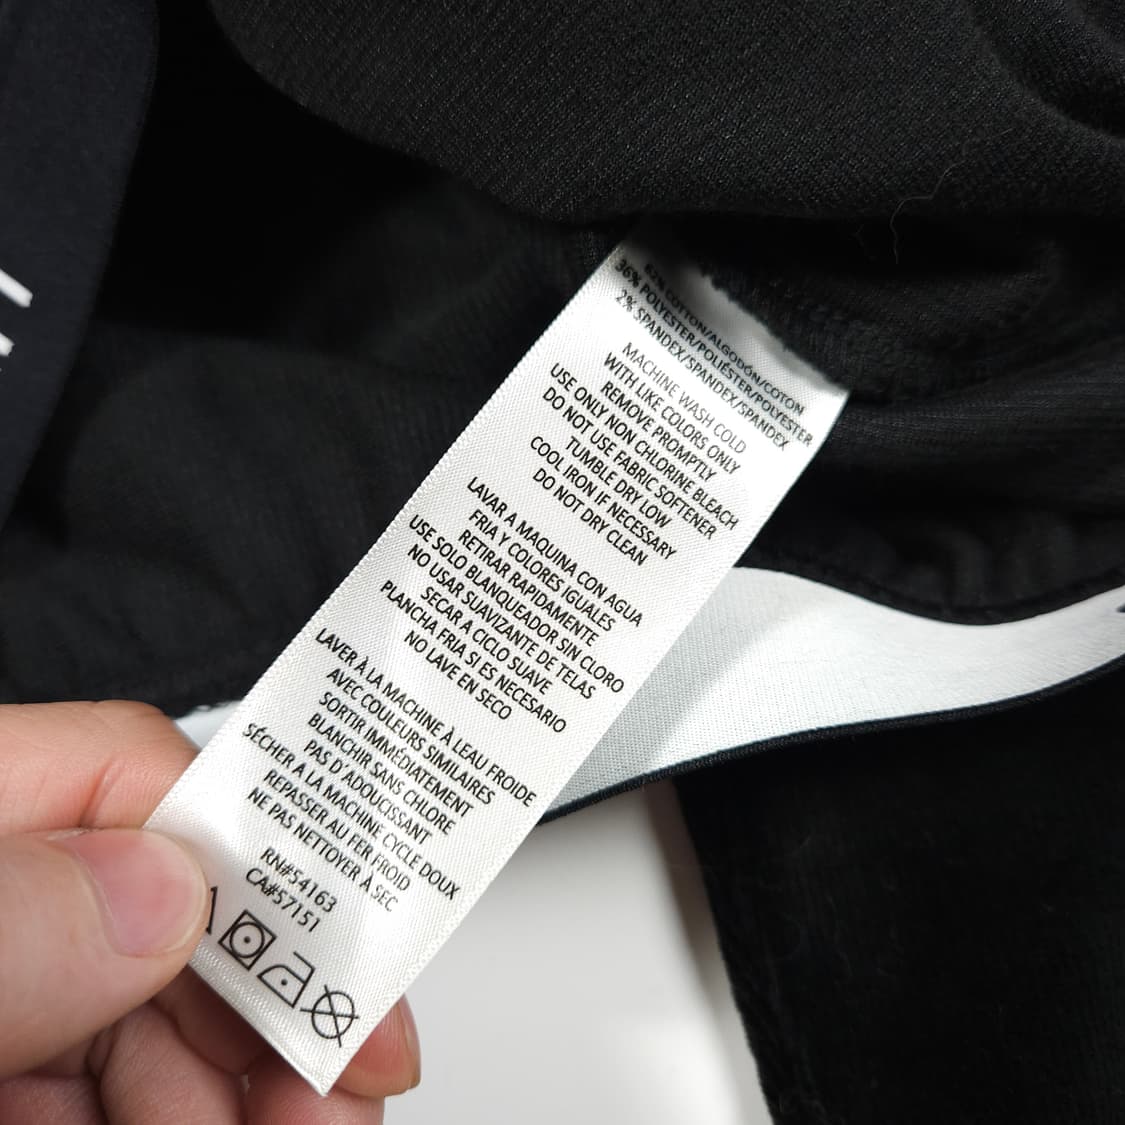 62% COTTON/ALGODÓN/COTON
36% POLYESTER/POLIÉSTER/POLYESTER
2% SPANDEX/SPANDEX/SPANDEX
MACHINE WASH COLD
WITH LIKE COLORS ONLY
REMOVE PROMPTLY
USE ONLY NON CHLORINE BLEACH
DO NOT USE FABRIC SOFTENER
TUMBLE DRY LOW
COOL IRON IF NECESSARY
DO NOT DRY CLEAN
LAVAR A MAQUINA CON AGUA
FRIA Y COLORES IGUALES
RETIRAR RAPIDAMENTE
USE SOLO BLANQUEADOR SIN CLORO
NO USAR SUAVIZANTE DE TELAS
SECAR A CICLO SUAVE
PLANCHA FRIA SI ES NECESARIO
NO LAVE EN SECO
LAVER À LA MACHINE À LEAU FROIDE
AVEC COULEURS SIMILAIRES
SORTIR IMMÉDIATEMENT
BLANCHIR SANS CHLORE
PAS D'ADOUCISSANT
SÉCHER A LA MACHINE CYCLE DOUX
REPASSER AU FER FROID
NE PAS NETTOYER À SEC
RN#54163
CA#57151